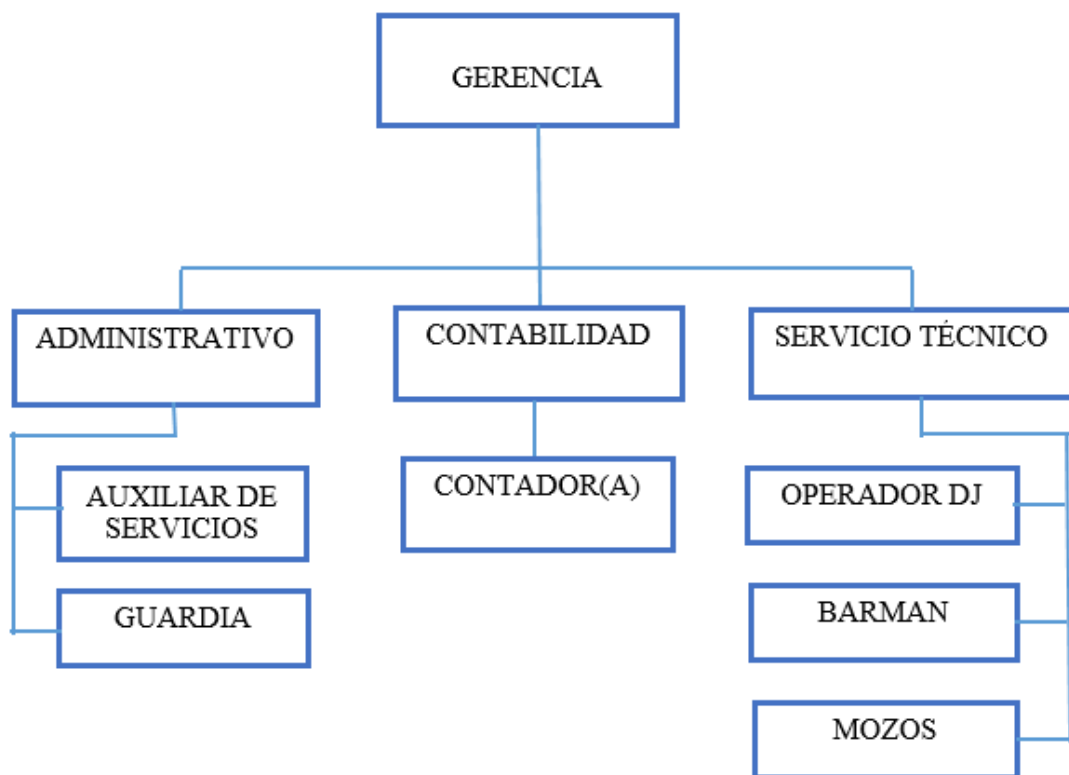 GERENCIA
ADMINISTRATIVO
CONTABILIDAD
SERVICIO TÉCNICO
AUXILIAR DE
SERVICIOS
GUARDIA
CONTADOR(A)
OPERADOR DJ
BARMAN
MOZOS